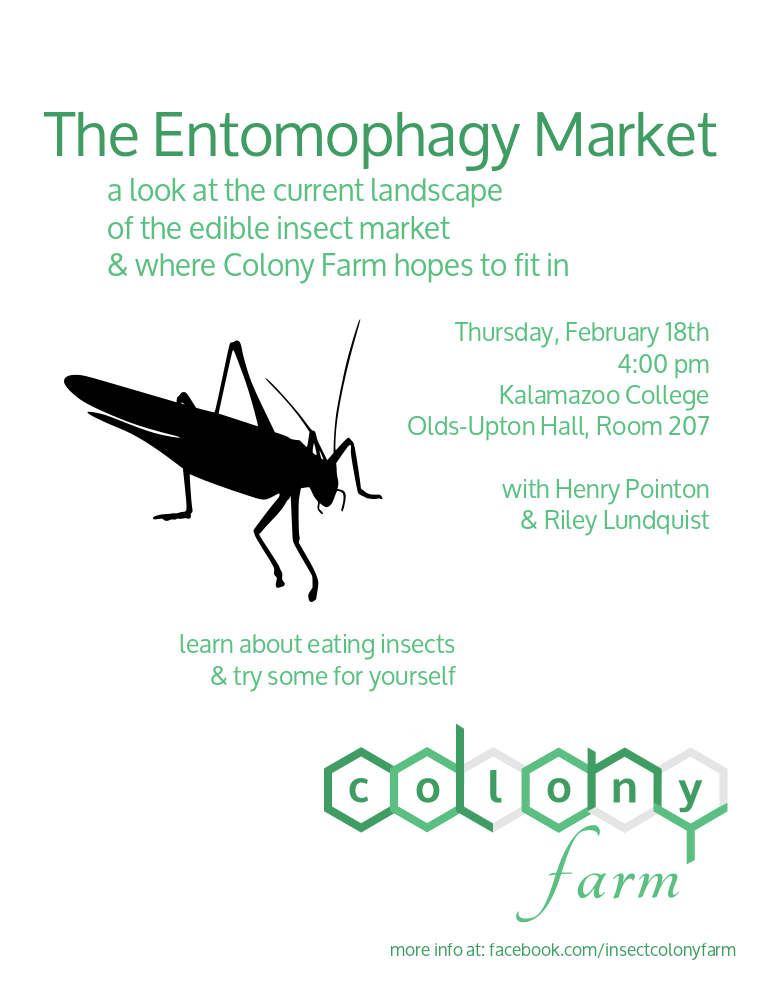 The Entomophagy Market
a look at the current landscape
of the edible insect market
& where Colony Farm hopes to fit in
Thursday, February 18th
4:00 pm
Kalamazoo College
Olds-Upton Hall, Room 207
with Henry Pointon
& Riley Lundquist
learn about eating insects
& try some for yourself
colony
farm
more info at: facebook.com/insectcolonyfarm